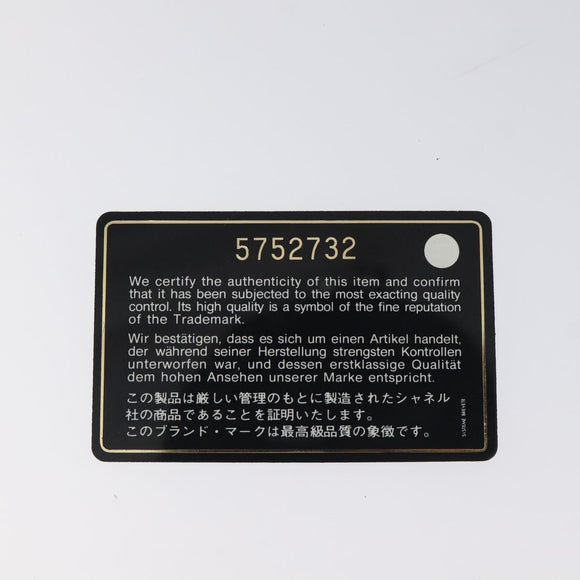 5752732
We certify the authenticity of this item and confirm
that it has been subjected to the most exacting quality
control. Its high quality is a symbol of the fine reputation
of the Trademark.
Wir bestätigen, dass es sich um einen Artikel handelt,
der während seiner Herstellung strengsten Kontrollen
unterworfen war, und dessen erstklassige Qualität
dem hohen Ansehen unserer Marke entspricht.
この製品は厳しい管理のもとに製造されたシャネル
社の商品であることを証明いたします。
このブランド・マークは最高級品質の象徴です。